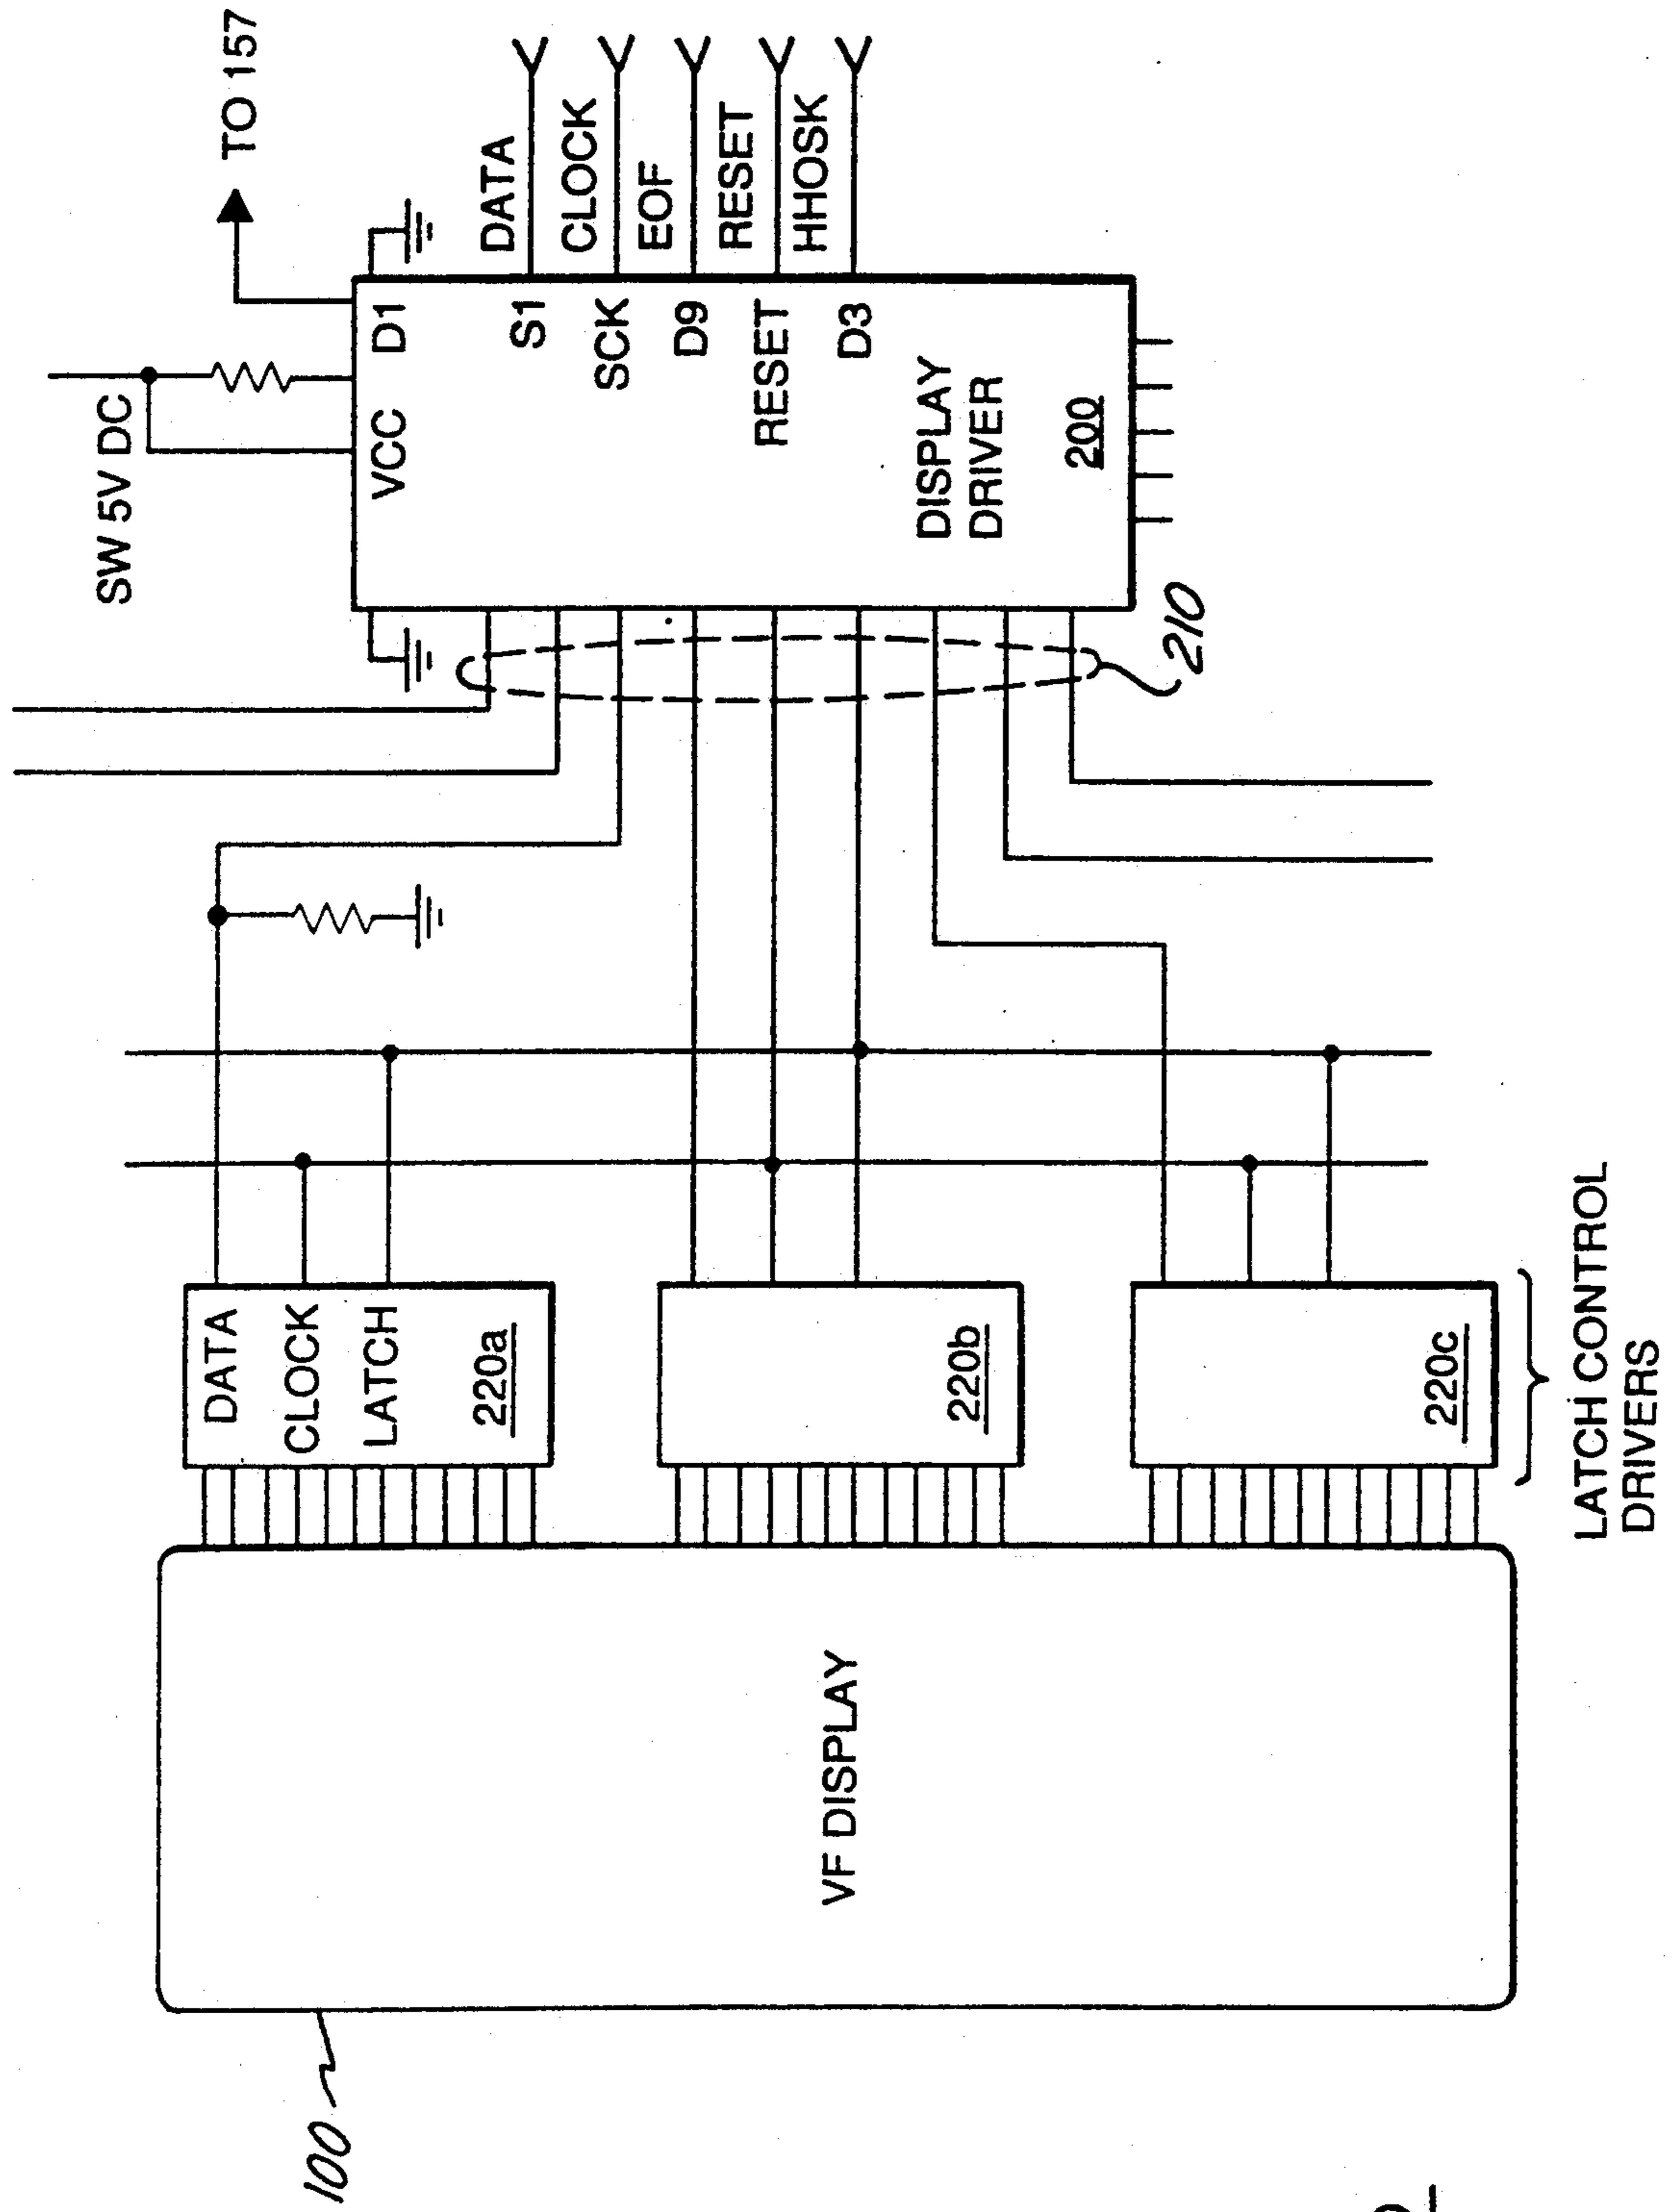 100
VF DISPLAY
DATA
CLOCK
LATCH
220a
220b
220c
LATCH CONTROL
DRIVERS
210
SW 5V DC
TO 157
VCC
D1
S1
SCK
D9
RESET
D3
DISPLAY
DRIVER
200
DATA
CLOCK
EOF
RESET
HHOSK